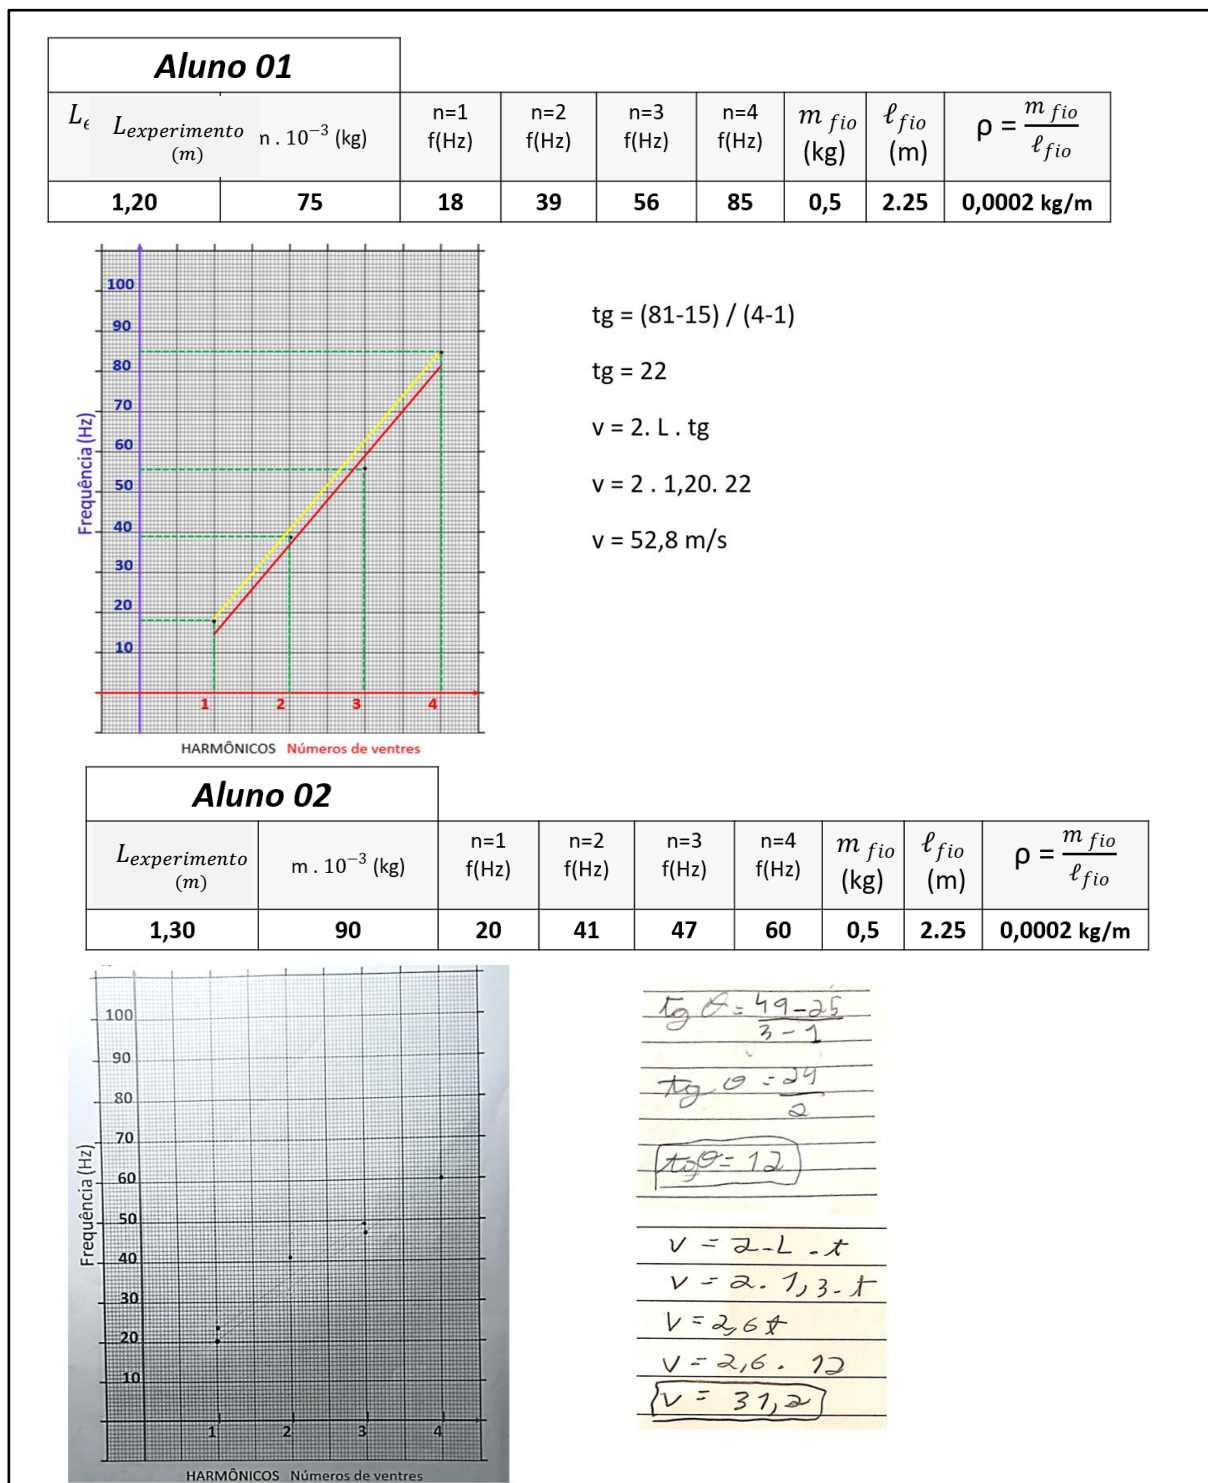 Aluno 01
L experimento (m)
m . 10⁻³ (kg)
n=1 f(Hz)
n=2 f(Hz)
n=3 f(Hz)
n=4 f(Hz)
m fio (kg)
ℓ fio (m)
ρ = m fio / ℓ fio
1,20 75 18 39 56 85 0,5 2.25 0,0002 kg/m
100
90
80
70
60
50
40
30
20
10
Frequência (Hz)
1 2 3 4
HARMÔNICOS Números de ventres
tg = (81-15) / (4-1)
tg = 22
v = 2. L . tg
v = 2 . 1,20. 22
v = 52,8 m/s
Aluno 02
L experimento (m)
m . 10⁻³ (kg)
n=1 f(Hz)
n=2 f(Hz)
n=3 f(Hz)
n=4 f(Hz)
m fio (kg)
ℓ fio (m)
ρ = m fio / ℓ fio
1,30 90 20 41 47 60 0,5 2.25 0,0002 kg/m
100
90
80
70
60
50
40
30
20
10
Frequência (Hz)
1 2 3 4
HARMÔNICOS Números de ventres
tg θ = 49-25
3-1
tg θ = 24
2
tgθ = 12
v = 2.L.t
v = 2.1,3.t
v = 2,6t
v = 2,6. 12
v = 31,2